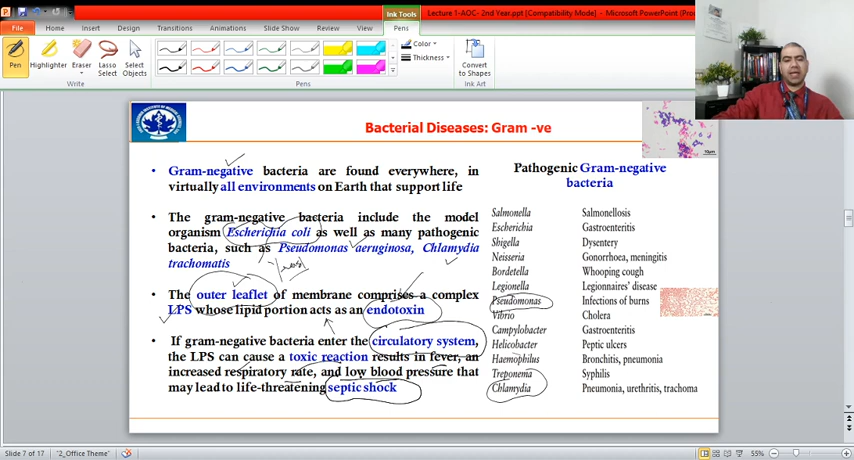 Ink Tools
Lecture 1-AOC- 2nd Year.ppt [Compatibility Mode] - Microsoft PowerPoint (Pro
File Home Insert Design Transitions Animations Slide Show Review View Pens
Pen Highlighter Eraser Lasso Select Select Objects
Color
Thickness
Convert to Shapes
Write Pens Ink Art
Bacterial Diseases: Gram -ve
10µm
• Gram-negative bacteria are found everywhere, in
virtually all environments on Earth that support life
• The gram-negative bacteria include the model
organism Escherichia coli as well as many pathogenic
bacteria, such as Pseudomonas aeruginosa, Chlamydia
trachomatis
• The outer leaflet of membrane comprises a complex
LPS whose lipid portion acts as an endotoxin
• If gram-negative bacteria enter the circulatory system,
the LPS can cause a toxic reaction results in fever, an
increased respiratory rate, and low blood pressure that
may lead to life-threatening septic shock
Pathogenic Gram-negative
bacteria
Salmonella Salmonellosis
Escherichia Gastroenteritis
Shigella Dysentery
Neisseria Gonorrhoea, meningitis
Bordetella Whooping cough
Legionella Legionnaires' disease
Pseudomonas Infections of burns
Vibrio Cholera
Campylobacter Gastroenteritis
Helicobacter Peptic ulcers
Haemophilus Bronchitis, pneumonia
Treponema Syphilis
Chlamydia Pneumonia, urethritis, trachoma
Slide 7 of 17 "2_Office Theme" 55%